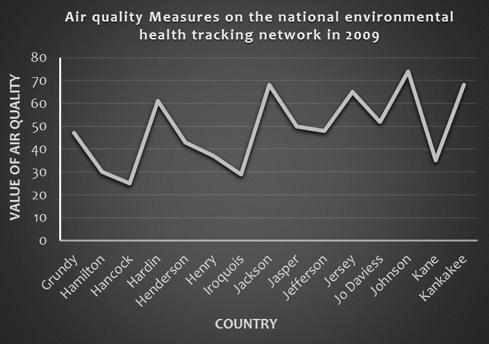 Air quality Measures on the national environmental
health tracking network in 2009
VALUE OF AIR QUALITY
80
70
60
50
40
30
20
10
0
Grundy
Hamilton
Hancock
Hardin
Henderson
Henry
Iroquois
Jackson
Jasper
Jefferson
Jersey
Jo Daviess
Johnson
Kane
Kankakee
COUNTRY